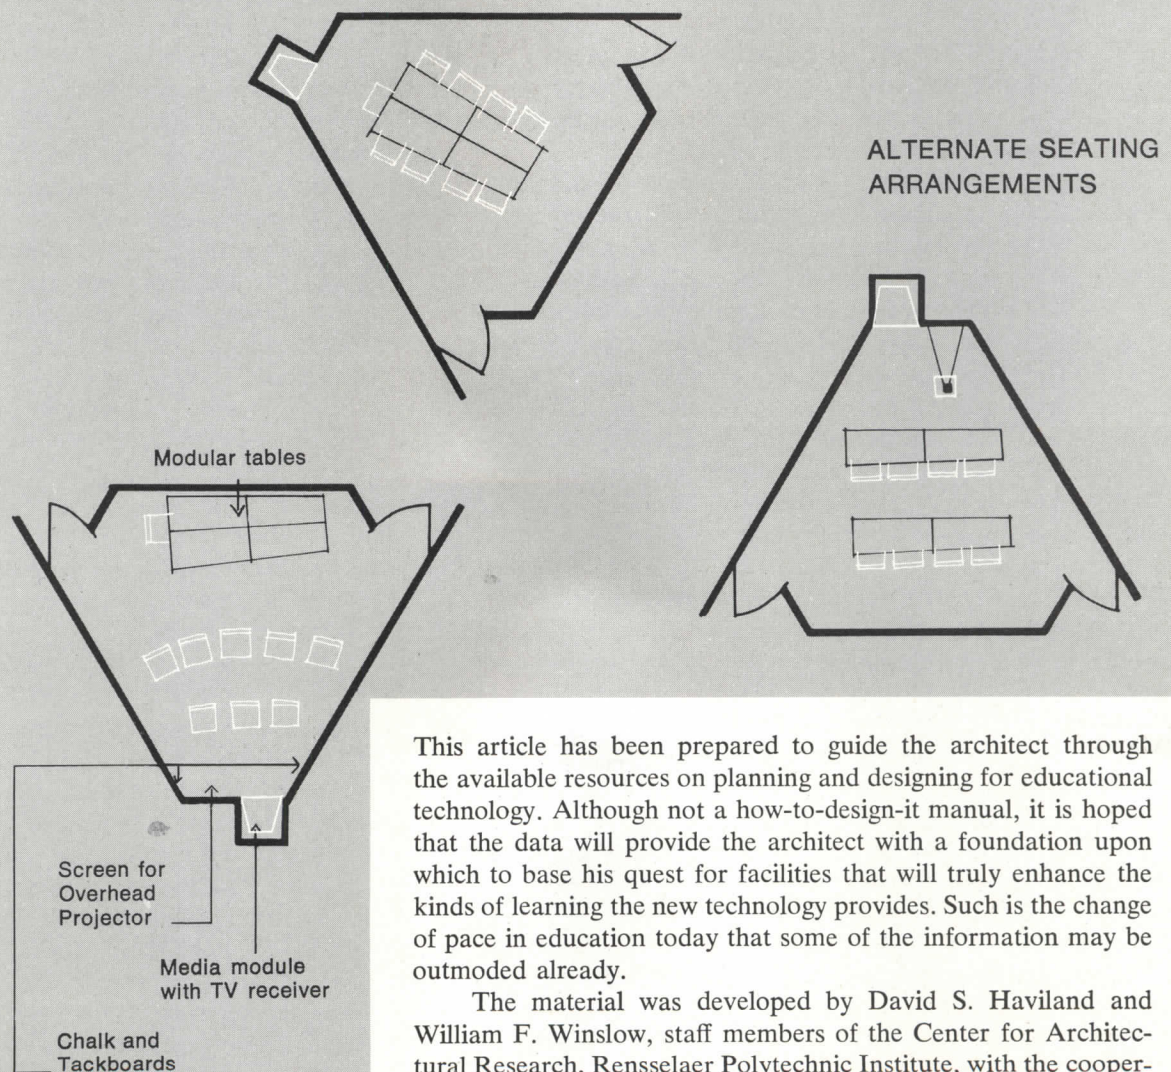 ALTERNATE SEATING
ARRANGEMENTS
Modular tables
Screen for
Overhead
Projector
Media module
with TV receiver
Chalk and
Tackboards
This article has been prepared to guide the architect through
the available resources on planning and designing for educational
technology. Although not a how-to-design-it manual, it is hoped
that the data will provide the architect with a foundation upon
which to base his quest for facilities that will truly enhance the
kinds of learning the new technology provides. Such is the change
of pace in education today that some of the information may be
outmoded already.
The material was developed by David S. Haviland and
William F. Winslow, staff members of the Center for Architec-
tural Research, Rensselaer Polytechnic Institute, with the cooper-